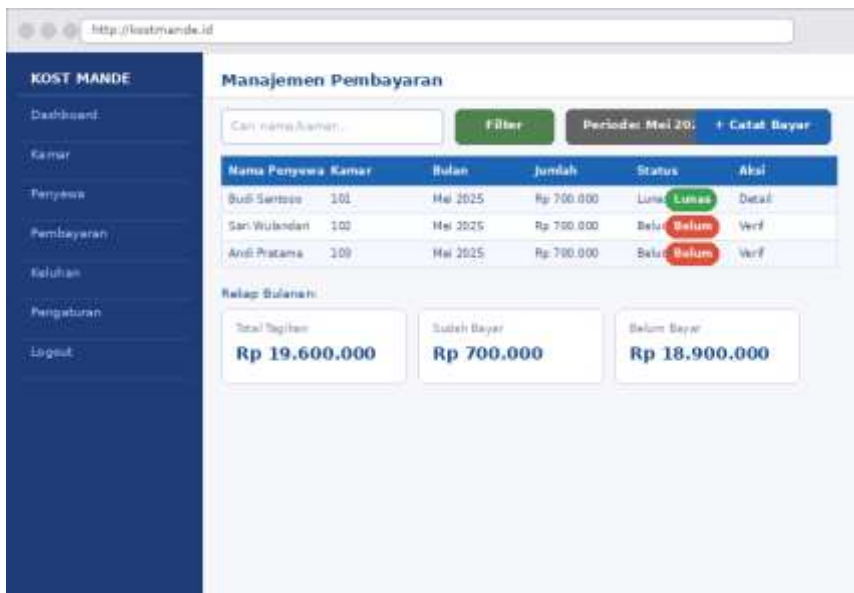 http://kostmande.id
KOST MANDE
Dashboard
Kamar
Penyewa
Pembayaran
Keluhan
Pengaturan
Logout
Manajemen Pembayaran
Cari nama/kamar...
Filter
Periode: Mei 202
+ Catat Bayar
Nama Penyewa Kamar Bulan Jumlah Status Aksi
Budi Santoso 101 Mei 2025 Rp 700.000 Lunas Lunas Detail
Sari Wulandari 102 Mei 2025 Rp 700.000 Belum Belum Verif
Andi Pratama Mei 2025 Rp 700.000 Belum Belum Verif
Rekap Bulanan:
Total Tagihan
Rp 19.600.000
Sudah Bayar
Rp 700.000
Belum Bayar
Rp 18.900.000